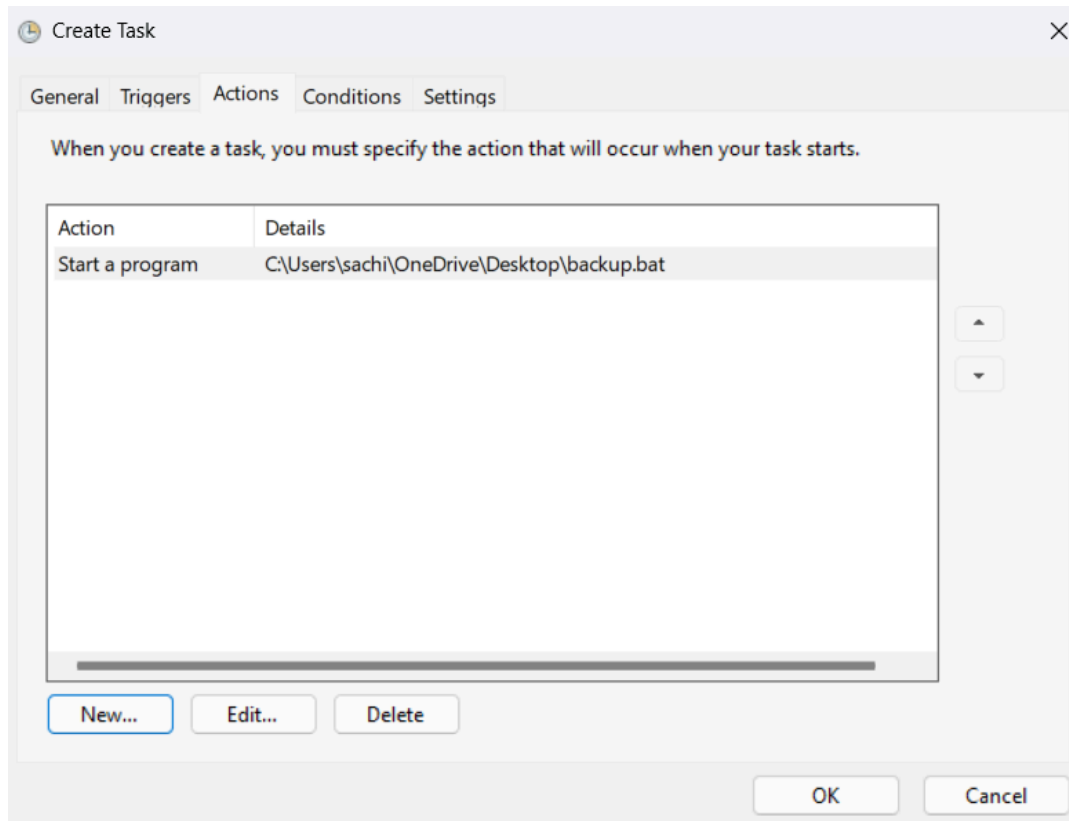 Create Task
General Triggers Actions Conditions Settings
When you create a task, you must specify the action that will occur when your task starts.
Action Details
Start a program C:\Users\sachi\OneDrive\Desktop\backup.bat
New... Edit... Delete
OK Cancel